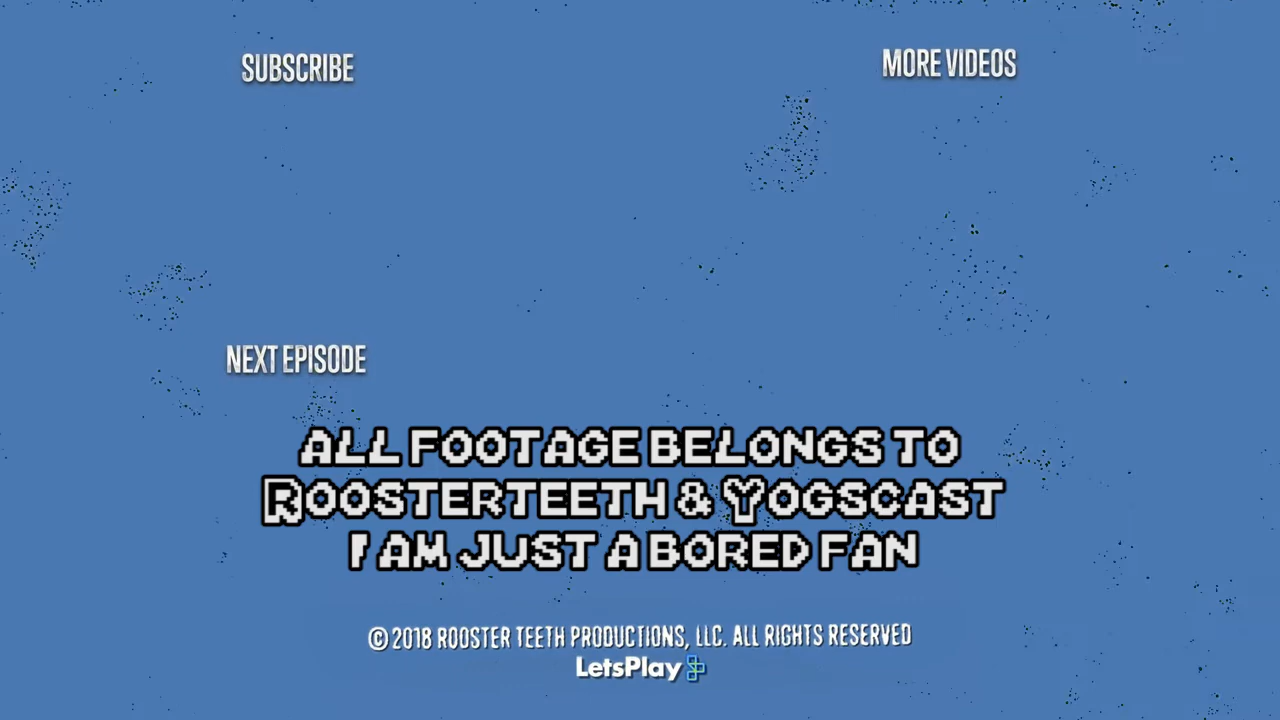 SUBSCRIBE
MORE VIDEOS
NEXT EPISODE
ALL FOOTAGE BELONGS TO
ROOSTERTEETH & YOGSCAST
I AM JUST A BORED FAN
©2018 ROOSTER TEETH PRODUCTIONS, LLC. ALL RIGHTS RESERVED
LetsPlay